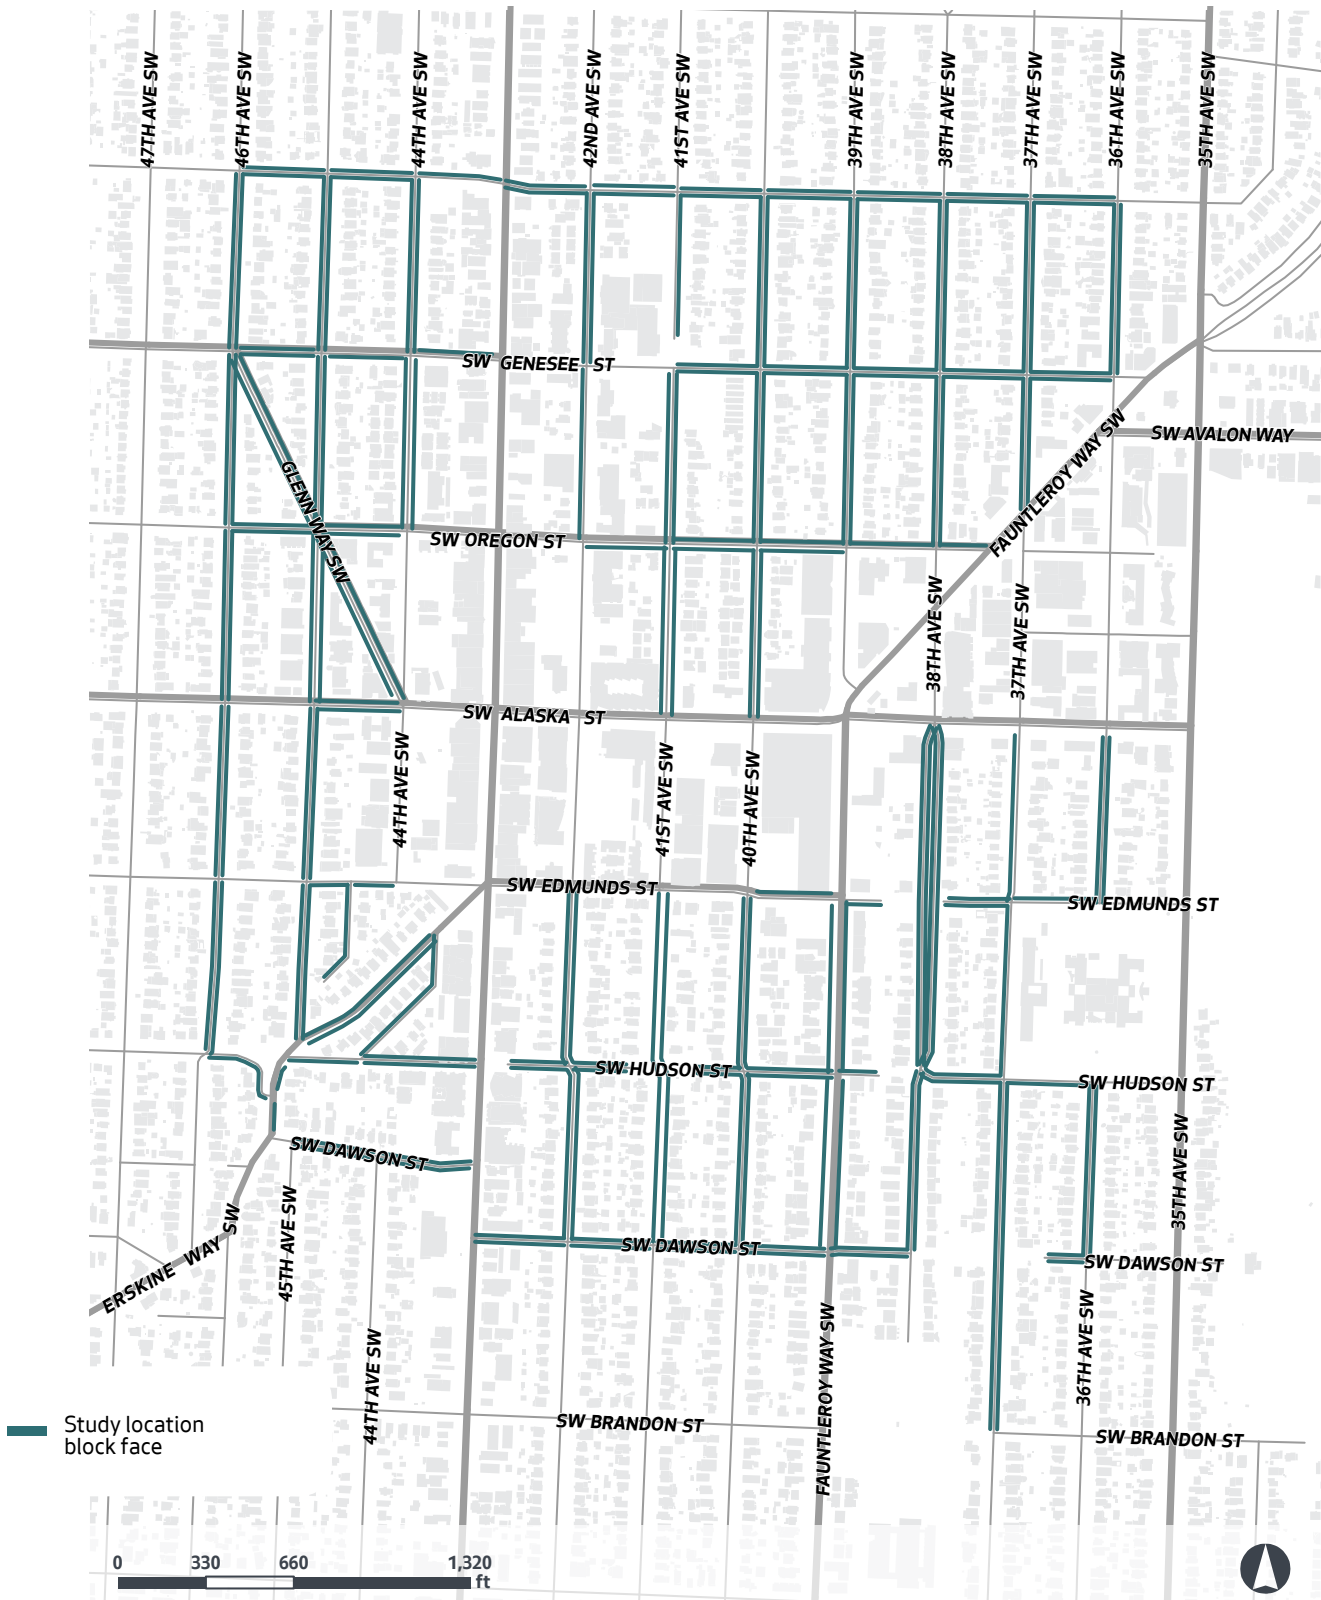 47TH AVE SW
46TH AVE SW
44TH AVE SW
42ND AVE SW
41ST AVE SW
39TH AVE SW
38TH AVE SW
37TH AVE SW
36TH AVE SW
35TH AVE SW
SW GENESEE ST
SW AVALON WAY
FAUNTLEROY WAY SW
GLENN WAY SW
SW OREGON ST
38TH AVE SW
37TH AVE SW
SW ALASKA ST
44TH AVE SW
41ST AVE SW
40TH AVE SW
SW EDMUNDS ST
SW EDMUNDS ST
SW HUDSON ST
SW HUDSON ST
SW DAWSON ST
35TH AVE SW
45TH AVE SW
ERSKINE WAY SW
SW DAWSON ST
SW DAWSON ST
36TH AVE SW
44TH AVE SW
FAUNTLEROY WAY SW
SW BRANDON ST
SW BRANDON ST
Study location
block face
0 330 660 1,320
ft